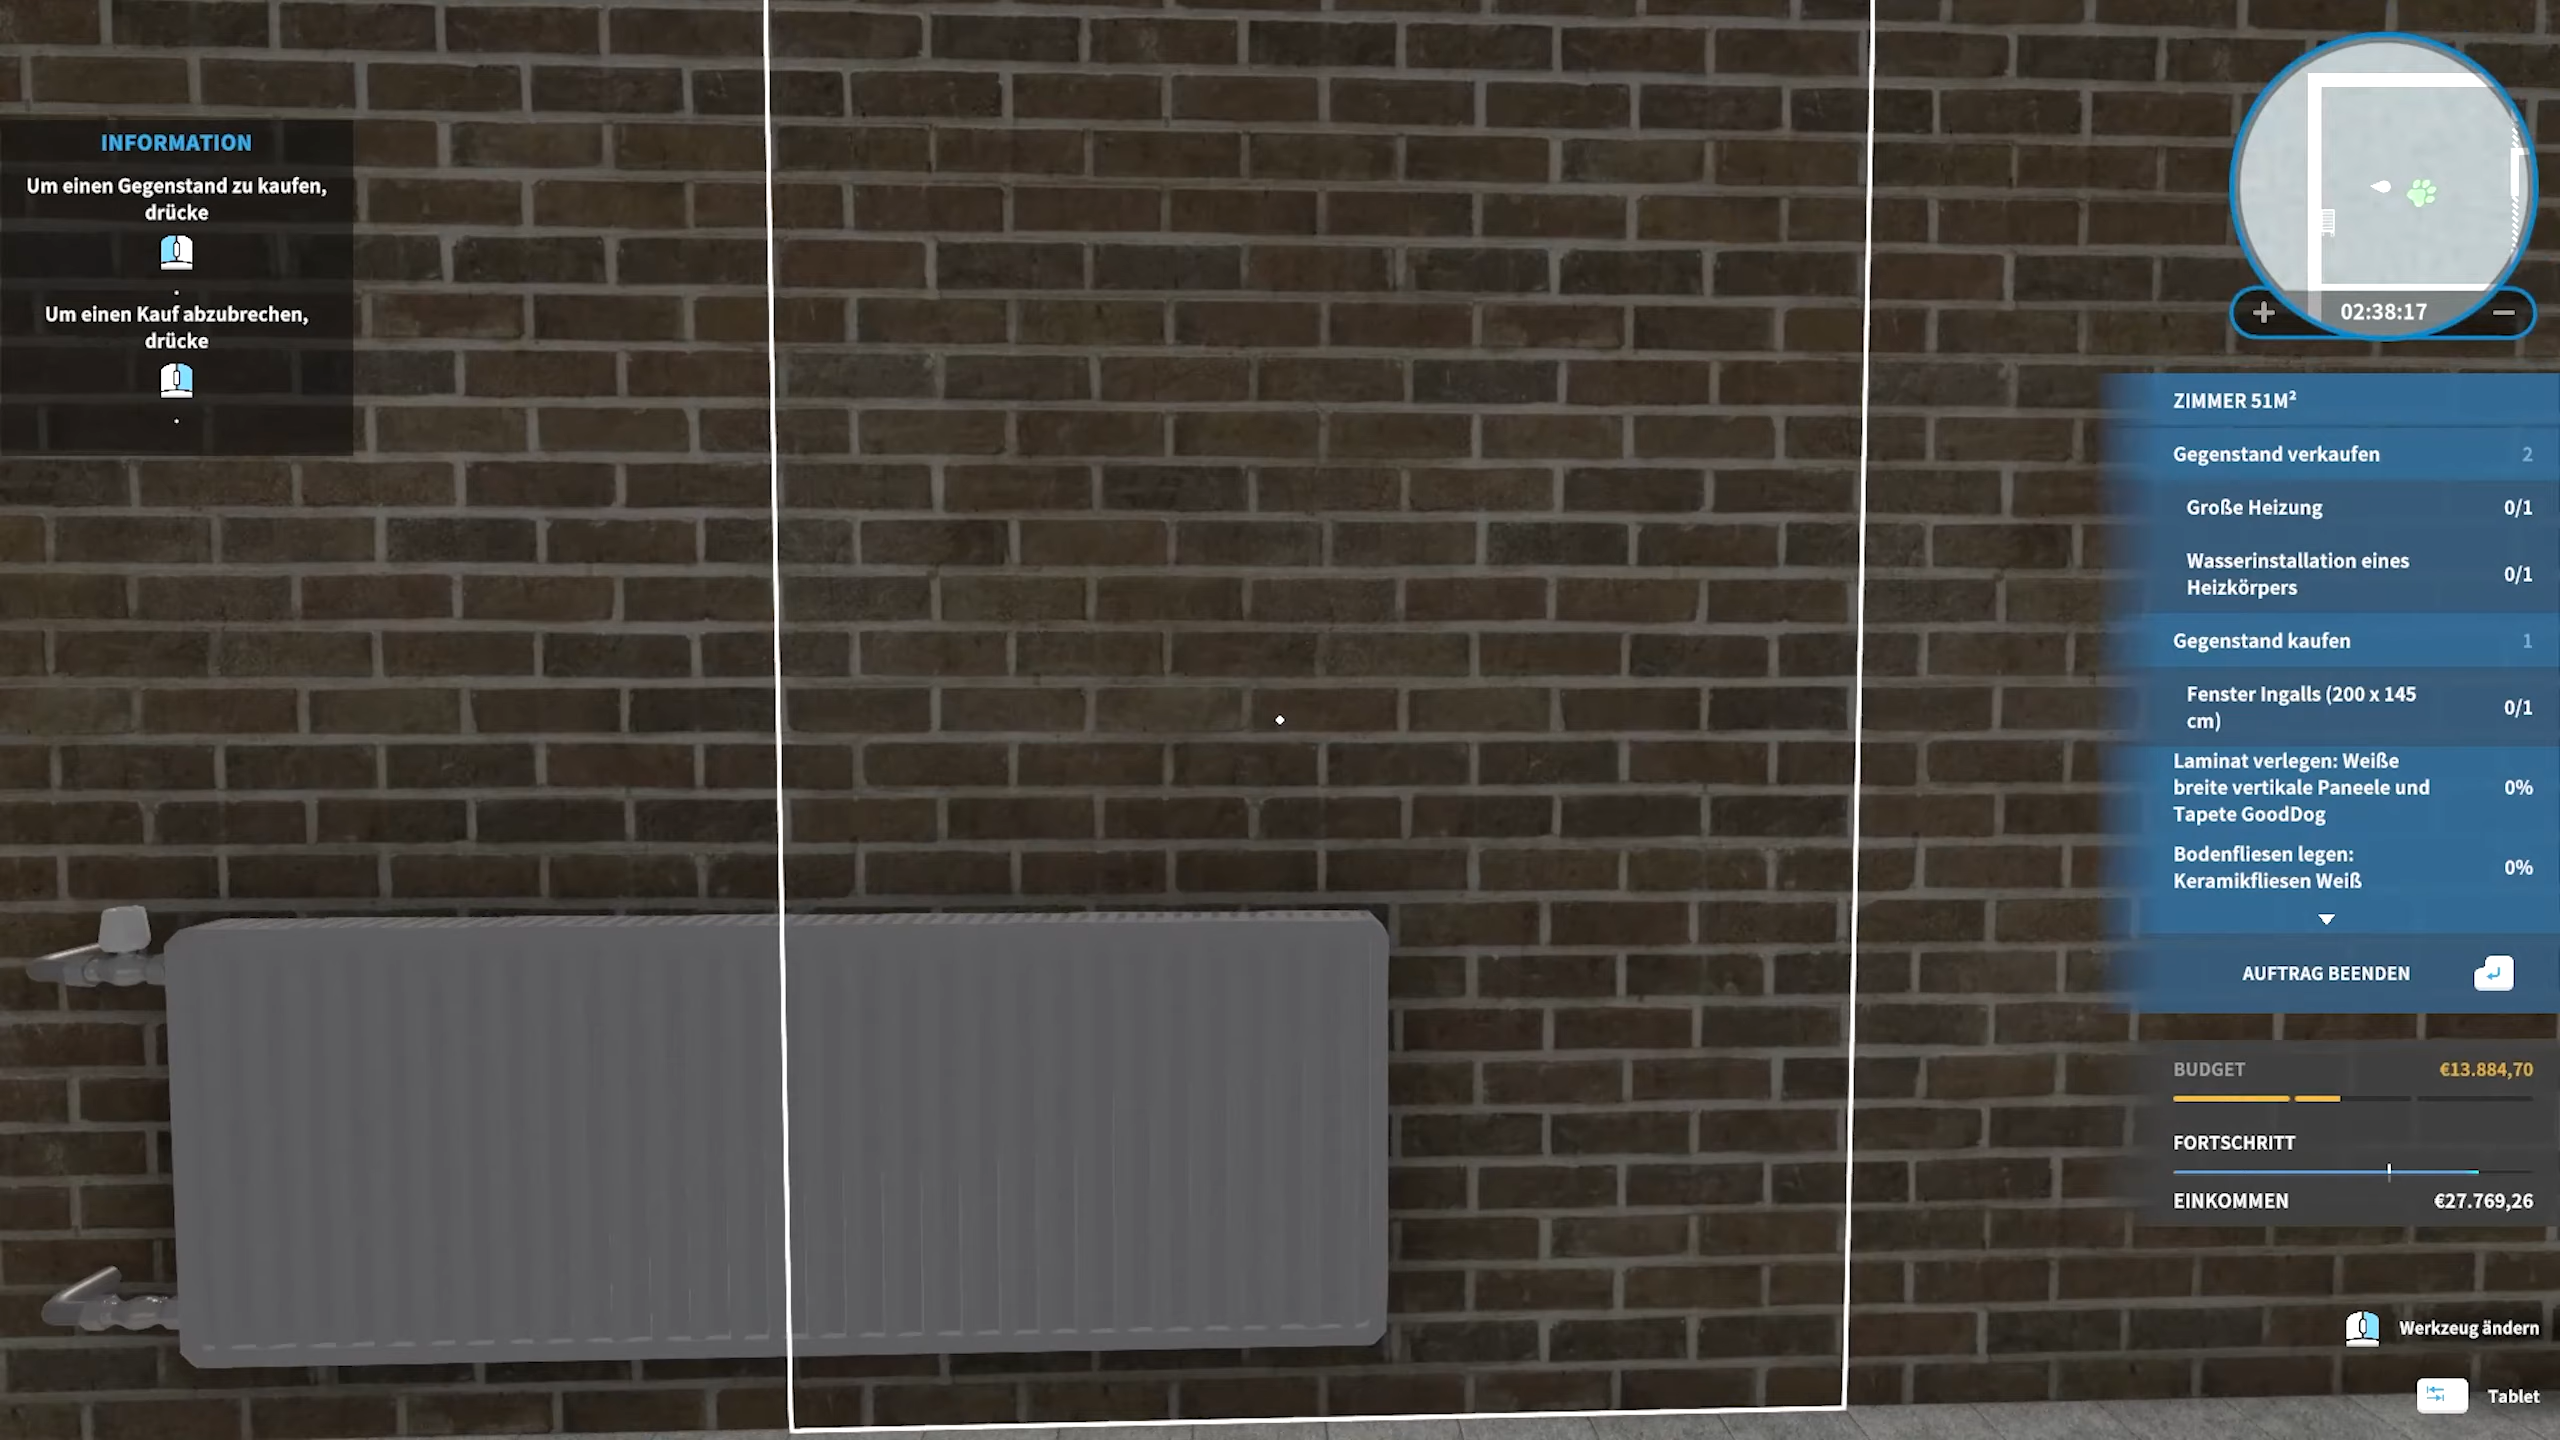 INFORMATION
Um einen Gegenstand zu kaufen,
drücke
.
Um einen Kauf abzubrechen,
drücke
.
02:38:17
ZIMMER 51M²
Gegenstand verkaufen 2
Große Heizung 0/1
Wasserinstallation eines
Heizkörpers 0/1
Gegenstand kaufen 1
Fenster Ingalls (200 x 145
cm) 0/1
Laminat verlegen: Weiße
breite vertikale Paneele und 0%
Tapete GoodDog
Bodenfliesen legen:
Keramikfliesen Weiß 0%
AUFTRAG BEENDEN
BUDGET €13.884,70
FORTSCHRITT
EINKOMMEN €27.769,26
Werkzeug ändern
Tablet